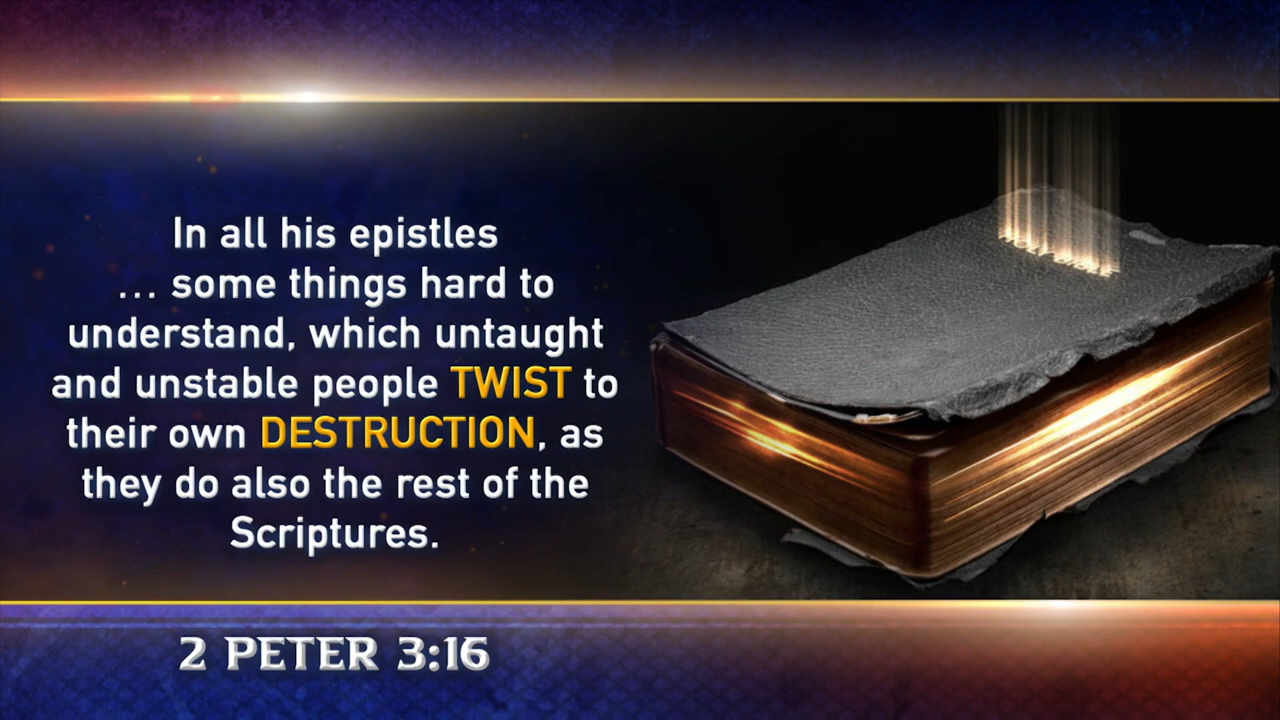 In all his epistles
… some things hard to
understand, which untaught
and unstable people TWIST to
their own DESTRUCTION, as
they do also the rest of the
Scriptures.
2 PETER 3:16